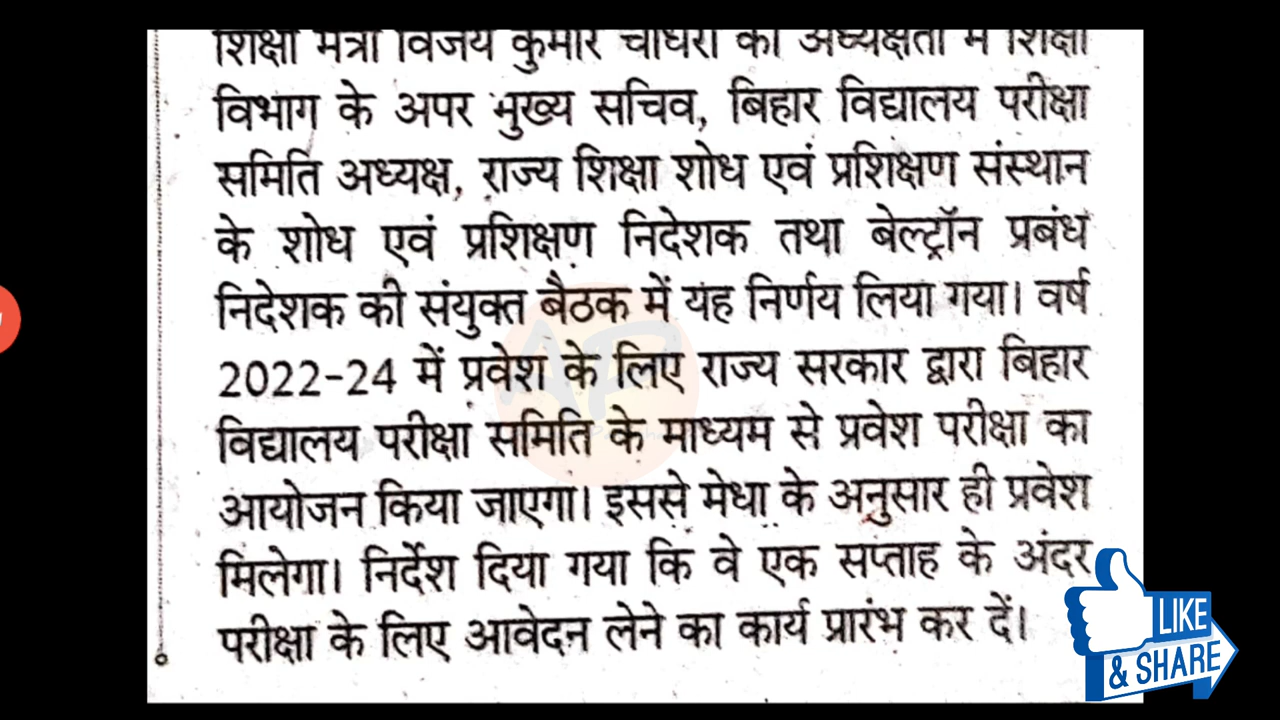 शिक्षा मंत्री विजय कुमार चौधरी की अध्यक्षता में शिक्षा
विभाग के अपर मुख्य सचिव, बिहार विद्यालय परीक्षा
समिति अध्यक्ष, राज्य शिक्षा शोध एवं प्रशिक्षण संस्थान
के शोध एवं प्रशिक्षण निदेशक तथा बेल्ट्रॉन प्रबंध
निदेशक की संयुक्त बैठक में यह निर्णय लिया गया। वर्ष
2022-24 में प्रवेश के लिए राज्य सरकार द्वारा बिहार
विद्यालय परीक्षा समिति के माध्यम से प्रवेश परीक्षा का
आयोजन किया जाएगा। इससे मेधा के अनुसार ही प्रवेश
मिलेगा। निर्देश दिया गया कि वे एक सप्ताह के अंदर
परीक्षा के लिए आवेदन लेने का कार्य प्रारंभ कर दें।
AP
LIKE
& SHARE